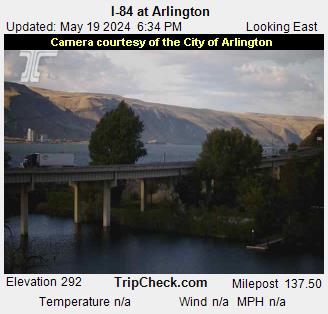 I-84 at Arlington
Updated: May 19 2024 6:34 PM Looking East
Camera courtesy of the City of Arlington
Elevation 292 TripCheck.com Milepost 137.50
Temperature n/a Wind n/a MPH n/a